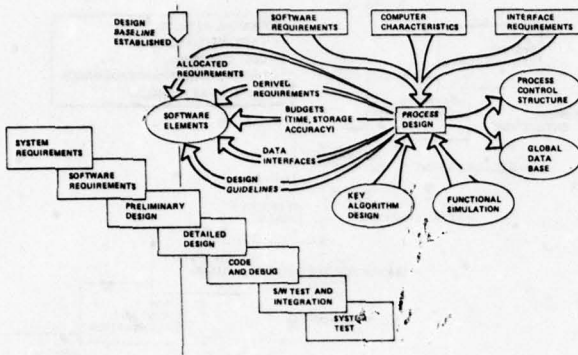 DESIGN
BASELINE
ESTABLISHED
SOFTWARE
REQUIREMENTS
COMPUTER
CHARACTERISTICS
INTERFACE
REQUIREMENTS
ALLOCATED
REQUIREMENTS
DERIVED
REQUIREMENTS
BUDGETS
(TIME, STORAGE
ACCURACY)
DATA
INTERFACES
DESIGN
GUIDELINES
SOFTWARE
ELEMENTS
PROCESS
DESIGN
PROCESS
CONTROL
STRUCTURE
GLOBAL
DATA
BASE
KEY
ALGORITHM
DESIGN
FUNCTIONAL
SIMULATION
SYSTEM
REQUIREMENTS
SOFTWARE
REQUIREMENTS
PRELIMINARY
DESIGN
DETAILED
DESIGN
CODE
AND DEBUG
S/W TEST AND
INTEGRATION
SYSTEM
TEST